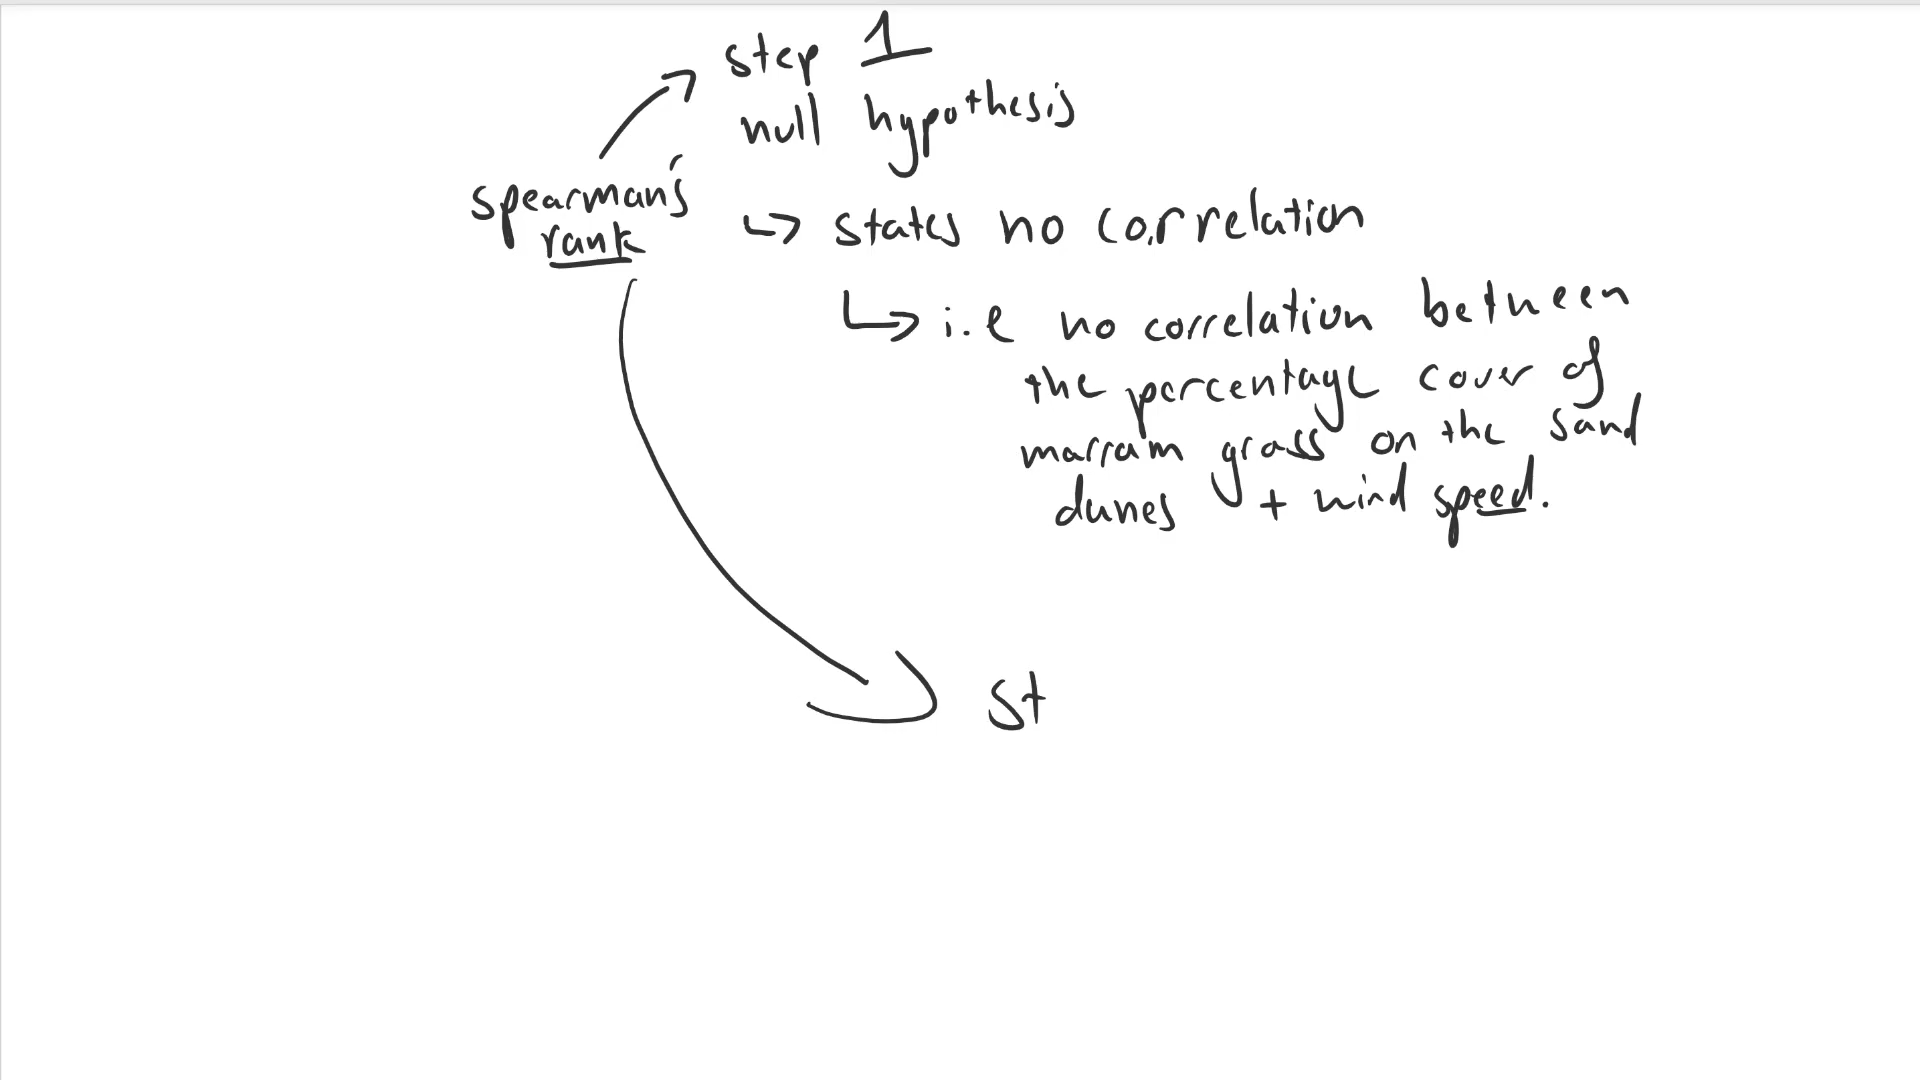 step 1
null hypothesis
spearman's
rank
↳ states no correlation
↳ i.e no correlation between
the percentage cover of
marram grass on the sand
dunes + wind speed.
st